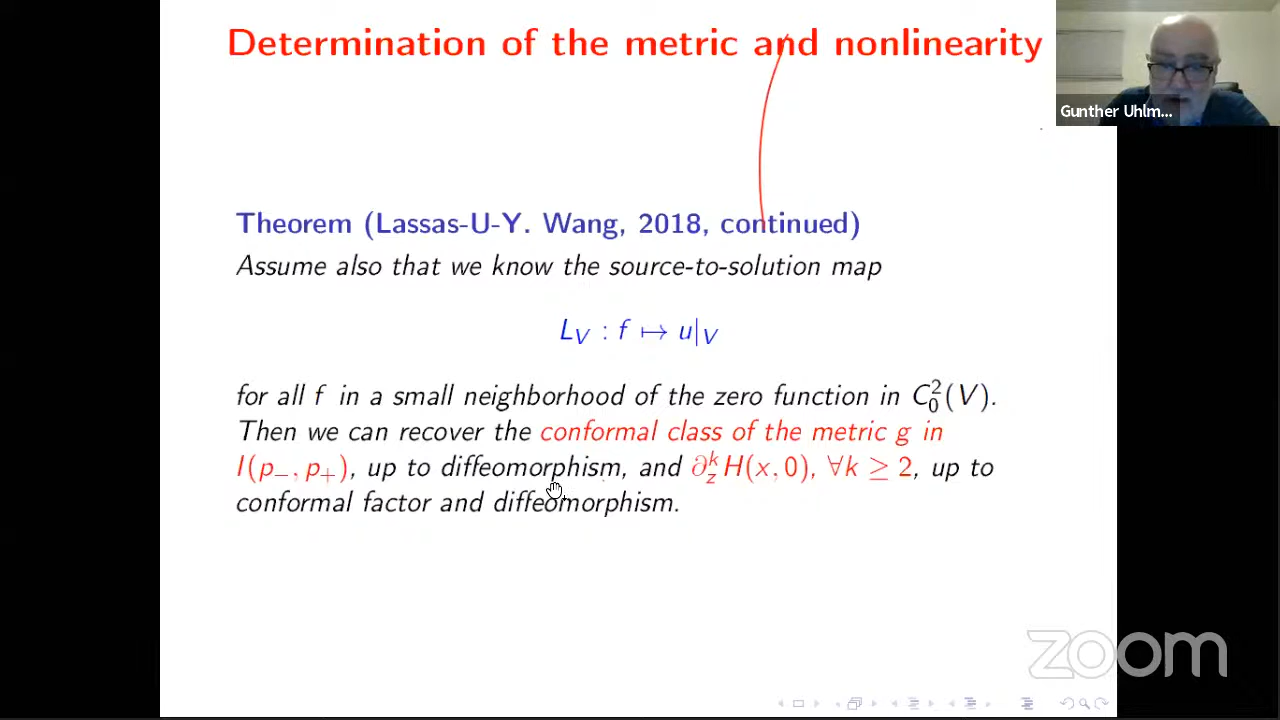 Determination of the metric and nonlinearity
Gunther Uhlm...
Theorem (Lassas-U-Y. Wang, 2018, continued)
Assume also that we know the source-to-solution map
L_V : f ↦ u|_V
for all f in a small neighborhood of the zero function in C_0^2(V).
Then we can recover the conformal class of the metric g in
I(p_−, p_+), up to diffeomorphism, and ∂_z^k H(x, 0), ∀k ≥ 2, up to
conformal factor and diffeomorphism.
zoom